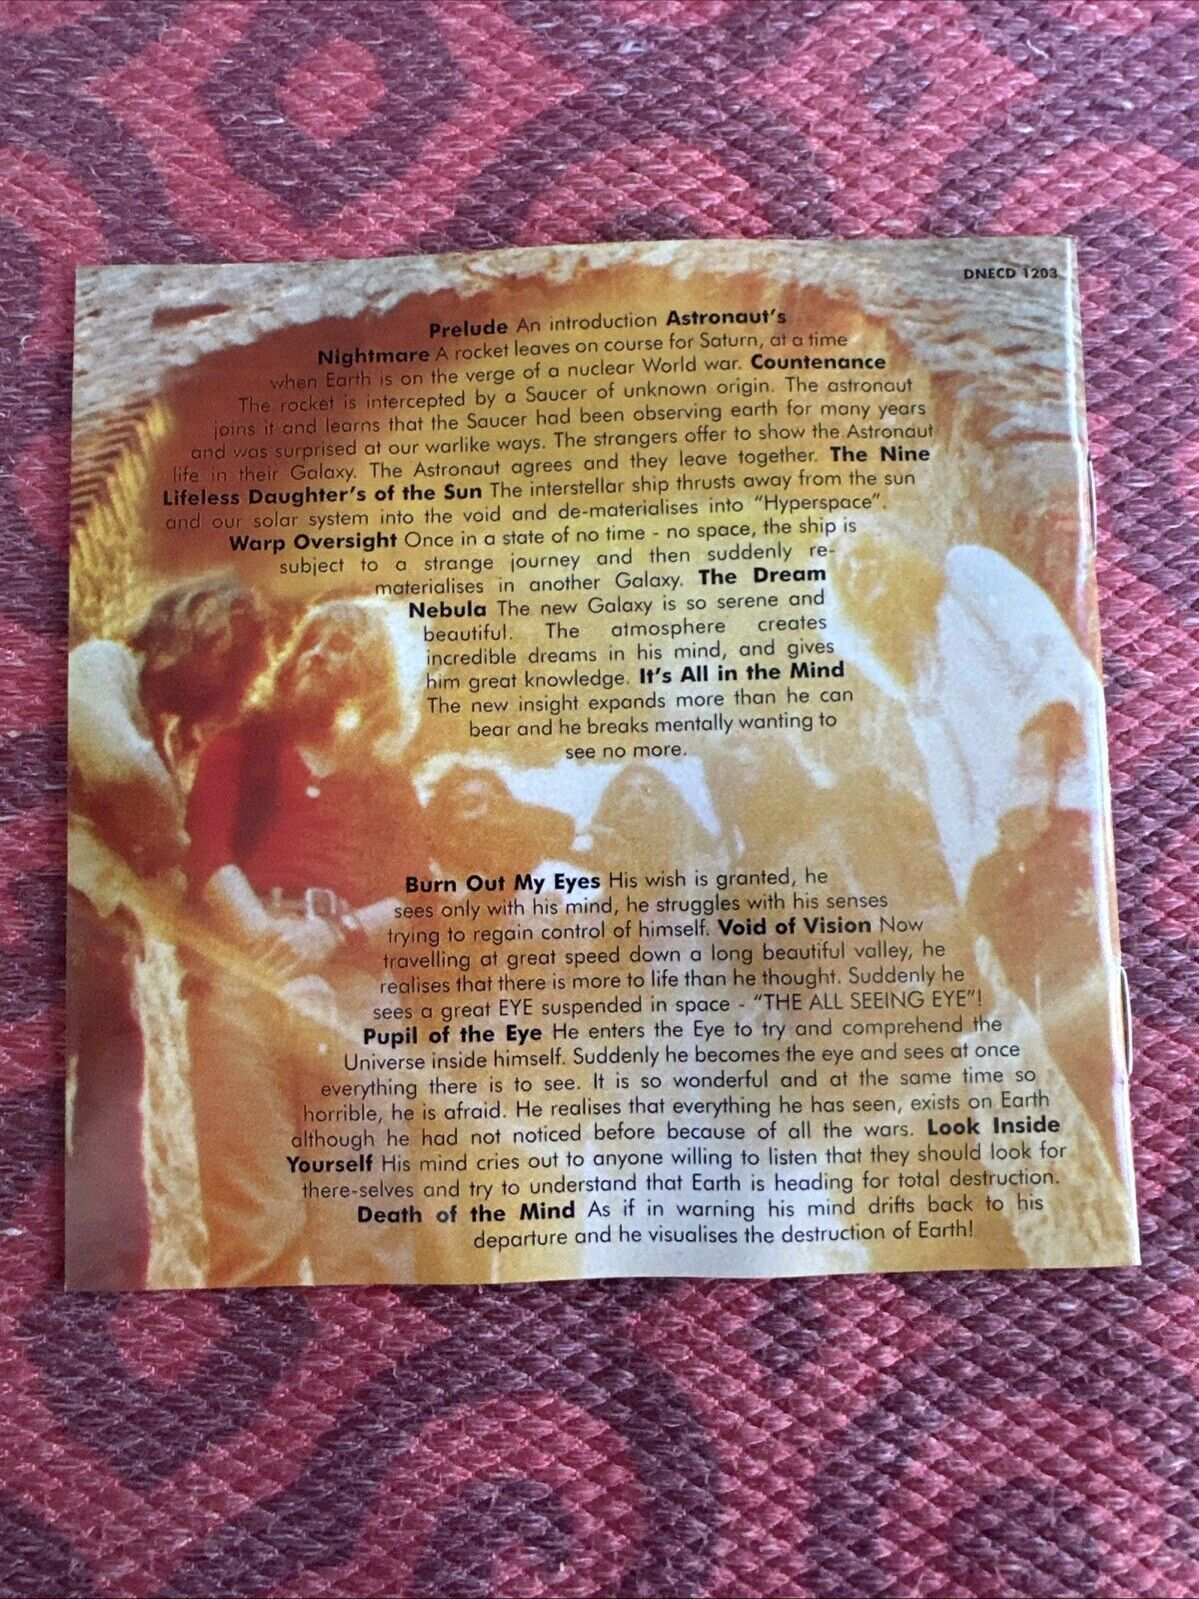 DNECD 1203
Prelude An introduction Astronaut's
Nightmare A rocket leaves on course for Saturn, at a time
when Earth is on the verge of a nuclear World war. Countenance
The rocket is intercepted by a Saucer of unknown origin. The astronaut
joins it and learns that the Saucer had been observing earth for many years
and was surprised at our warlike ways. The strangers offer to show the Astronaut
life in their Galaxy. The Astronaut agrees and they leave together. The Nine
Lifeless Daughter's of the Sun The interstellar ship thrusts away from the sun
and our solar system into the void and de-materialises into "Hyperspace".
Warp Oversight Once in a state of no time - no space, the ship is
subject to a strange journey and then suddenly re-
materialises in another Galaxy. The Dream
Nebula The new Galaxy is so serene and
beautiful. The atmosphere creates
incredible dreams in his mind, and gives
him great knowledge. It's All in the Mind
The new insight expands more than he can
bear and he breaks mentally wanting to
see no more.
Burn Out My Eyes His wish is granted, he
sees only with his mind, he struggles with his senses
trying to regain control of himself. Void of Vision Now
travelling at great speed down a long beautiful valley, he
realises that there is more to life than he thought. Suddenly he
sees a great EYE suspended in space - "THE ALL SEEING EYE"!
Pupil of the Eye He enters the Eye to try and comprehend the
Universe inside himself. Suddenly he becomes the eye and sees at once
everything there is to see. It is so wonderful and at the same time so
horrible, he is afraid. He realises that everything he has seen, exists on Earth
although he had not noticed before because of all the wars. Look Inside
Yourself His mind cries out to anyone willing to listen that they should look for
there-selves and try to understand that Earth is heading for total destruction.
Death of the Mind As if in warning his mind drifts back to his
departure and he visualises the destruction of Earth!